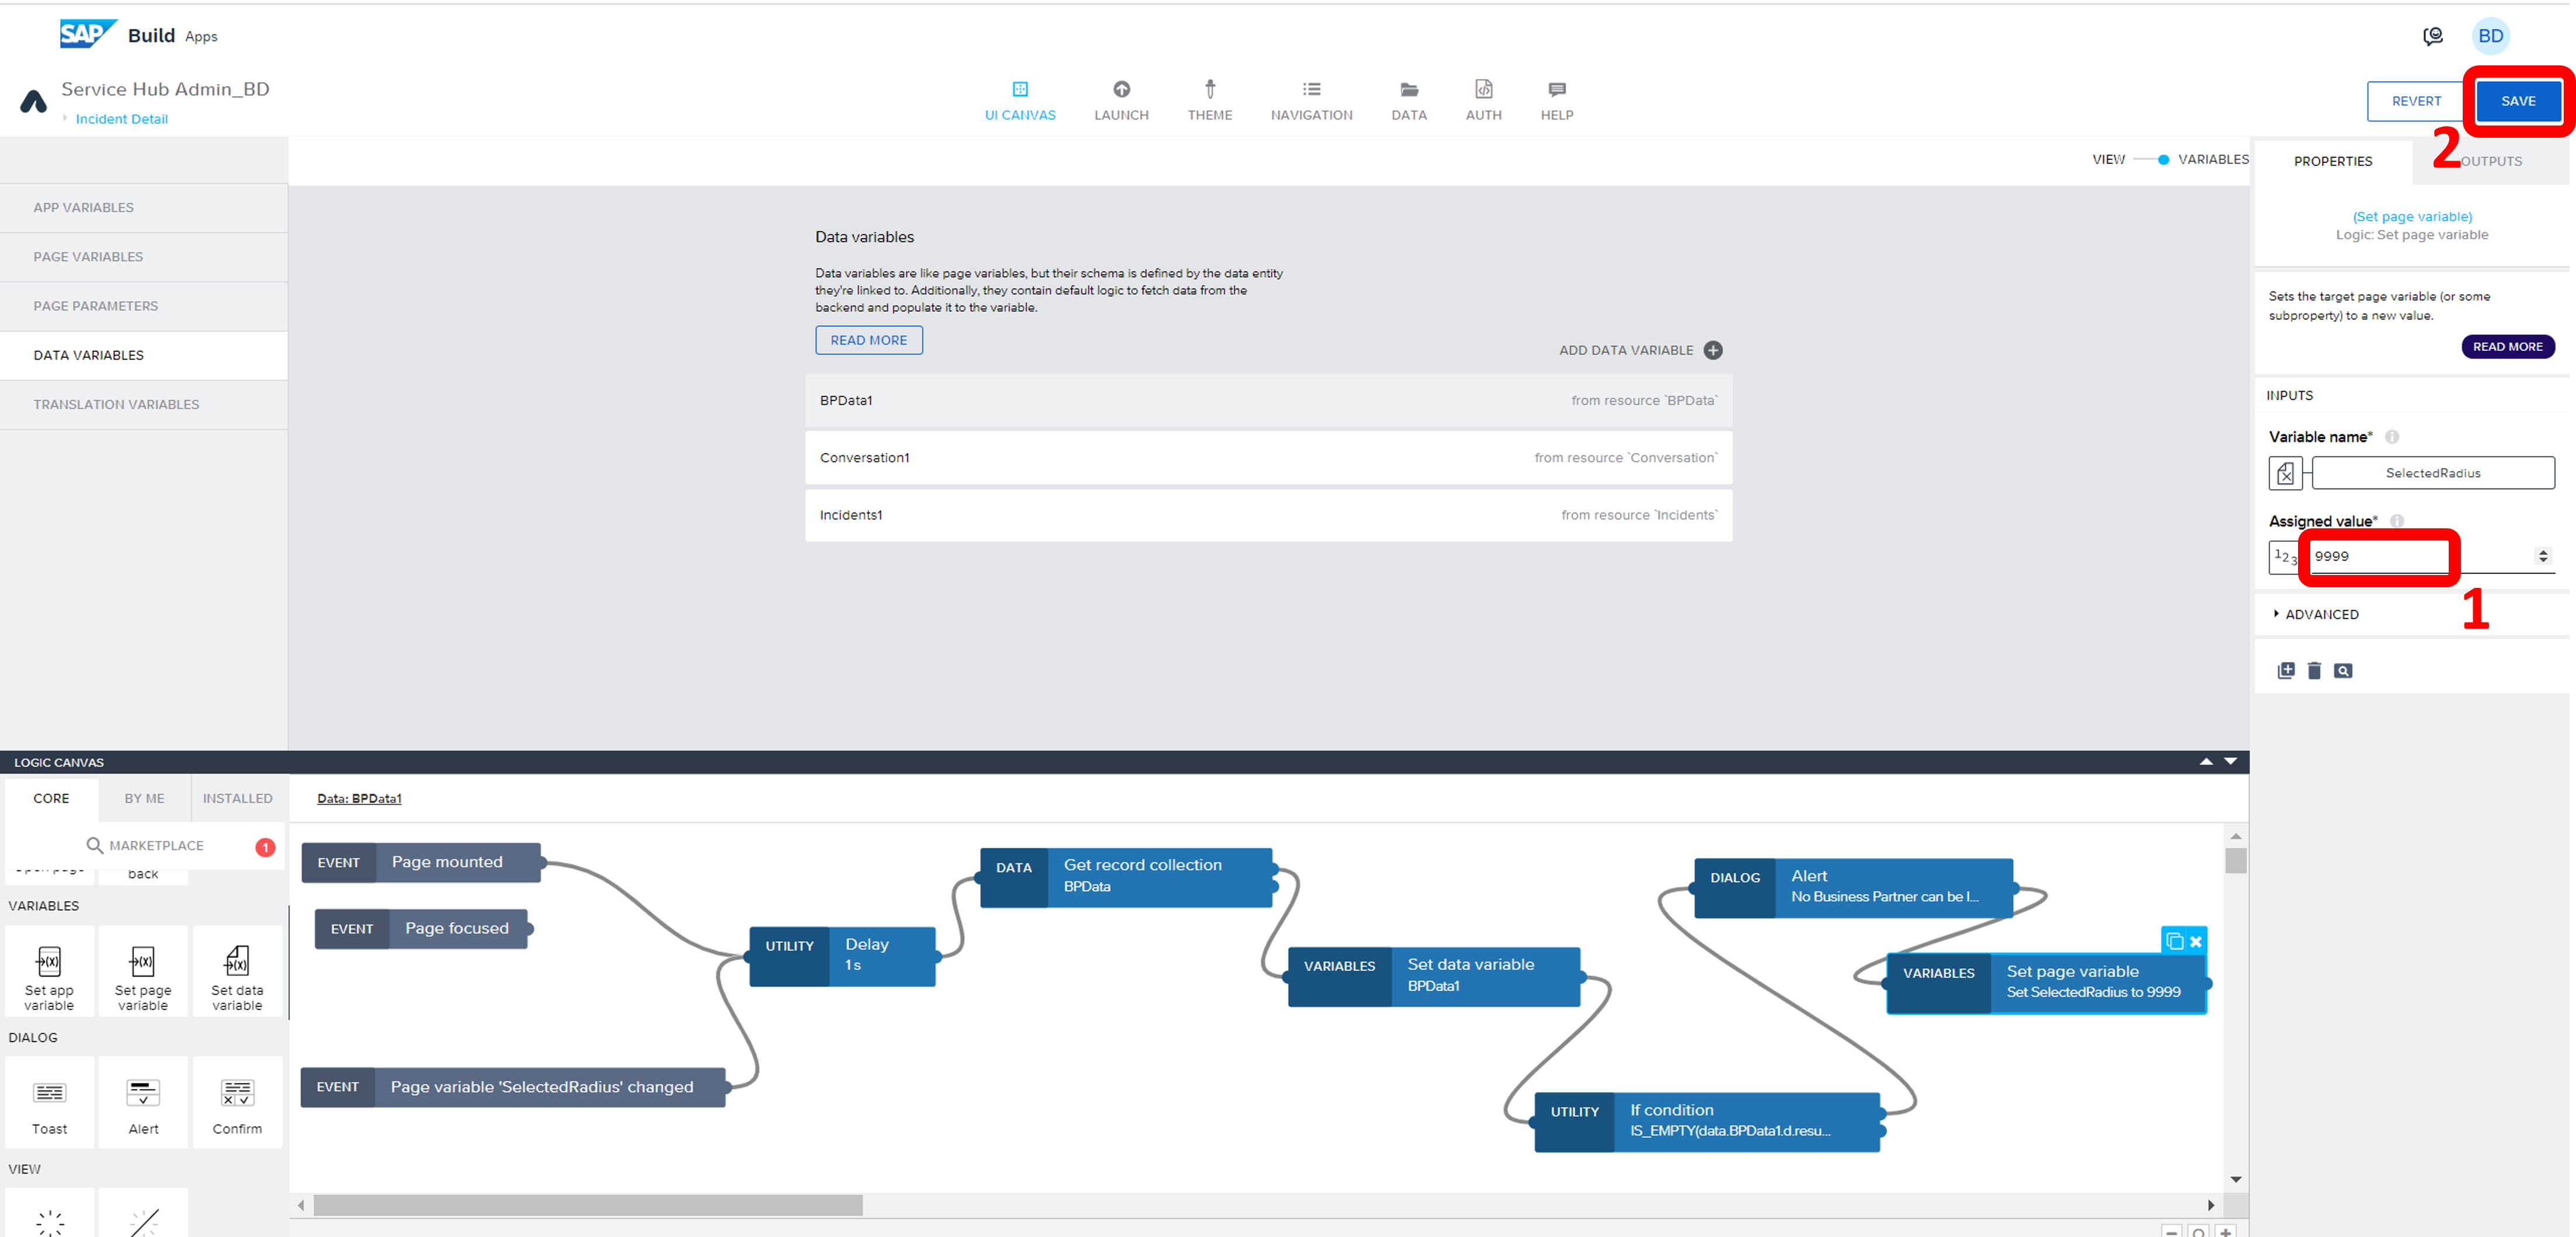 SAP Build Apps
BD
Service Hub Admin_BD
Incident Detail
UI CANVAS
LAUNCH
THEME
NAVIGATION
DATA
AUTH
HELP
REVERT
SAVE
2
VIEW
VARIABLES
PROPERTIES
OUTPUTS
APP VARIABLES
PAGE VARIABLES
PAGE PARAMETERS
DATA VARIABLES
TRANSLATION VARIABLES
Data variables
Data variables are like page variables, but their schema is defined by the data entity
they're linked to. Additionally, they contain default logic to fetch data from the
backend and populate it to the variable.
READ MORE
ADD DATA VARIABLE
BPData1
from resource `BPData`
Conversation1
from resource `Conversation`
Incidents1
from resource `Incidents`
(Set page variable)
Logic: Set page variable
Sets the target page variable (or some
subproperty) to a new value.
READ MORE
INPUTS
Variable name*
SelectedRadius
Assigned value*
123
9999
1
ADVANCED
LOGIC CANVAS
CORE
BY ME
INSTALLED
MARKETPLACE
1
back
VARIABLES
Set app
variable
Set page
variable
Set data
variable
DIALOG
Toast
Alert
Confirm
VIEW
Data: BPData1
EVENT
Page mounted
EVENT
Page focused
EVENT
Page variable 'SelectedRadius' changed
UTILITY
Delay
1 s
DATA
Get record collection
BPData
VARIABLES
Set data variable
BPData1
UTILITY
If condition
IS_EMPTY(data.BPData1.d.resu...
DIALOG
Alert
No Business Partner can be l...
VARIABLES
Set page variable
Set SelectedRadius to 9999